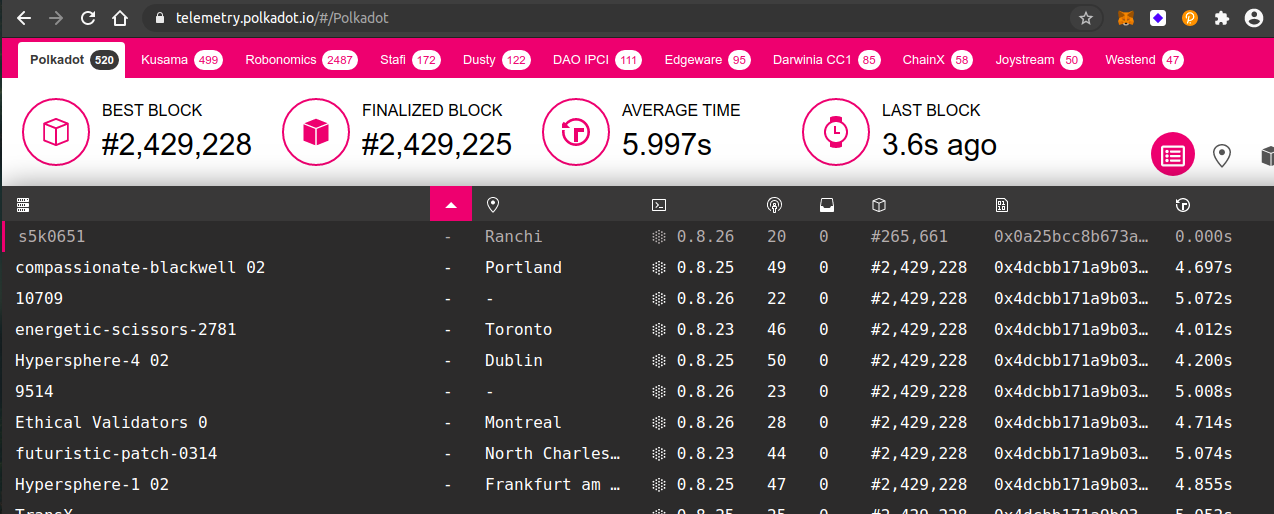 telemetry.polkadot.io/#/Polkadot
Polkadot 520 Kusama 499 Robonomics 2487 Stafi 172 Dusty 122 DAO IPCI 111 Edgeware 95 Darwinia CC1 85 ChainX 58 Joystream 50 Westend 47
BEST BLOCK FINALIZED BLOCK AVERAGE TIME LAST BLOCK
#2,429,228 #2,429,225 5.997s 3.6s ago
s5k0651 - Ranchi 0.8.26 20 0 #265,661 0x0a25bcc8b673a… 0.000s
compassionate-blackwell 02 - Portland 0.8.25 49 0 #2,429,228 0x4dcbb171a9b03… 4.697s
10709 - - 0.8.26 22 0 #2,429,228 0x4dcbb171a9b03… 5.072s
energetic-scissors-2781 - Toronto 0.8.23 46 0 #2,429,228 0x4dcbb171a9b03… 4.012s
Hypersphere-4 02 - Dublin 0.8.25 50 0 #2,429,228 0x4dcbb171a9b03… 4.200s
9514 - - 0.8.26 23 0 #2,429,228 0x4dcbb171a9b03… 5.008s
Ethical Validators 0 - Montreal 0.8.26 28 0 #2,429,228 0x4dcbb171a9b03… 4.714s
futuristic-patch-0314 - North Charles… 0.8.23 44 0 #2,429,228 0x4dcbb171a9b03… 5.074s
Hypersphere-1 02 - Frankfurt am … 0.8.25 47 0 #2,429,228 0x4dcbb171a9b03… 4.855s
TransX